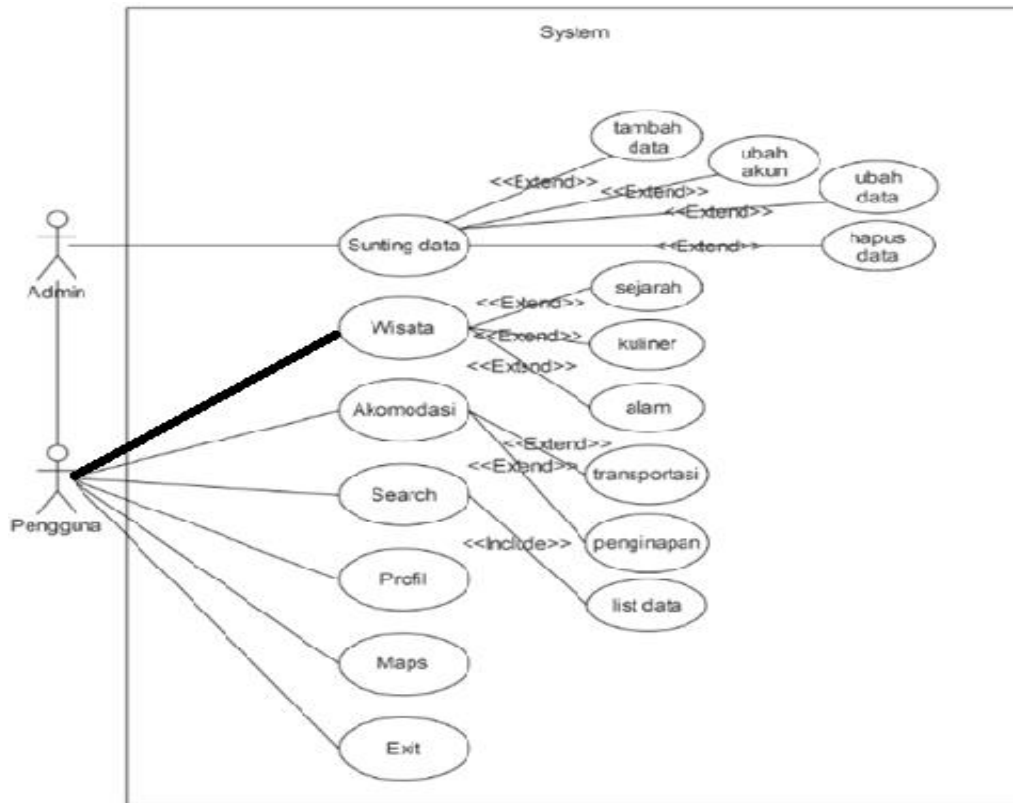 System
tambah
data
<<Extend>>
ubah
akun
<<Extend>>
ubah
data
<<Extend>>
hapus
data
<<Extend>>
Sunting data
Admin
sejarah
<<Extend>>
Wisata
<<Exend>>
kuliner
<<Extend>>
alam
Akomodasi
<<Extend>>
<<Extend>>
transportasi
Search
Pengguna
<<Include>>
penginapan
Profil
list data
Maps
Exit